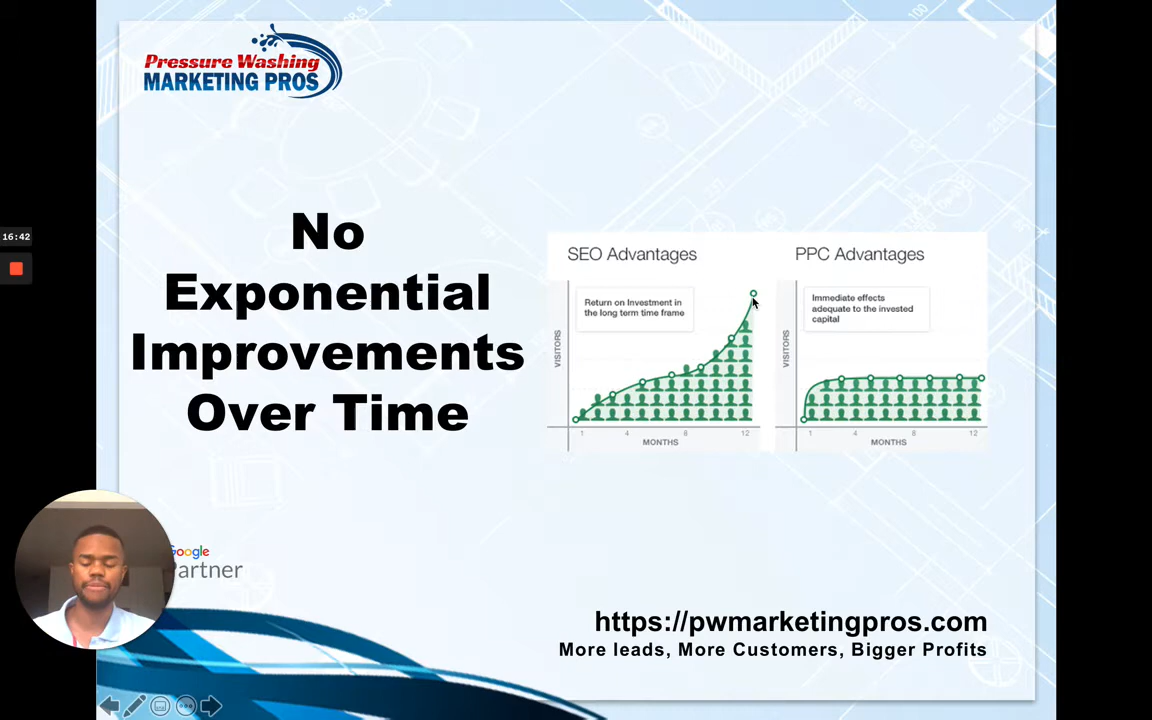 Pressure Washing
MARKETING PROS
16:42
No
Exponential
Improvements
Over Time
SEO Advantages
Return on Investment in
the long term time frame
VISITORS
1 4 8 12
MONTHS
PPC Advantages
Immediate effects
adequate to the invested
capital
VISITORS
1 4 8 12
MONTHS
Google
Partner
https://pwmarketingpros.com
More leads, More Customers, Bigger Profits